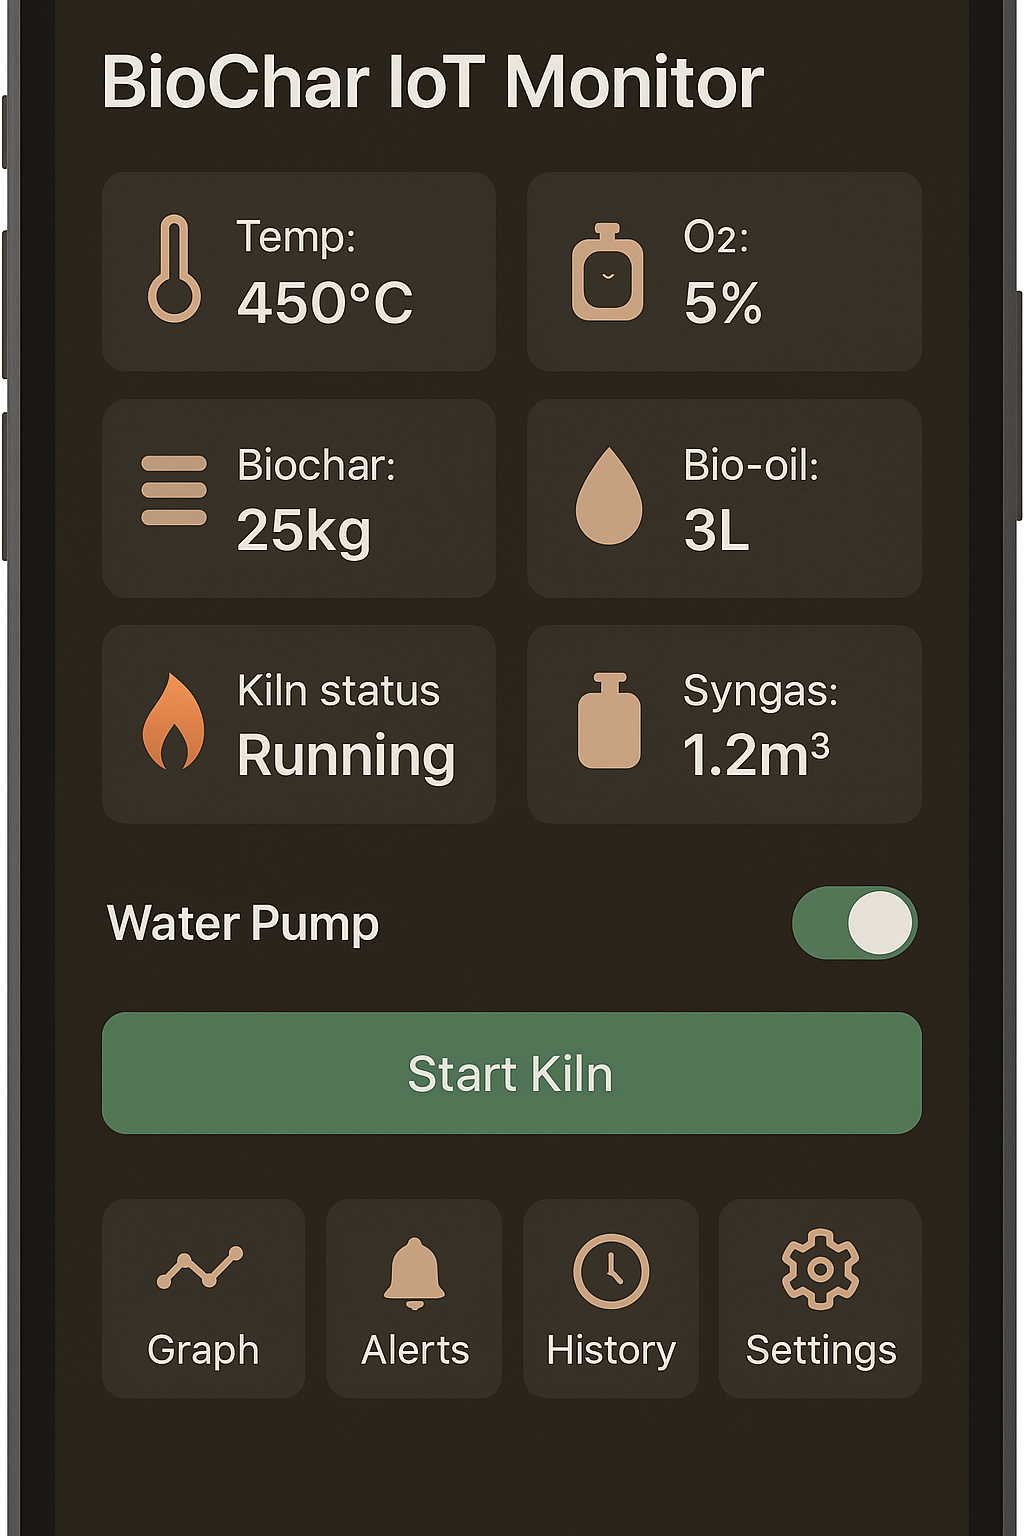 BioChar IoT Monitor
Temp:
450°C
O2:
5%
Biochar:
25kg
Bio-oil:
3L
Kiln status
Running
Syngas:
1.2m³
Water Pump
Start Kiln
Graph
Alerts
History
Settings